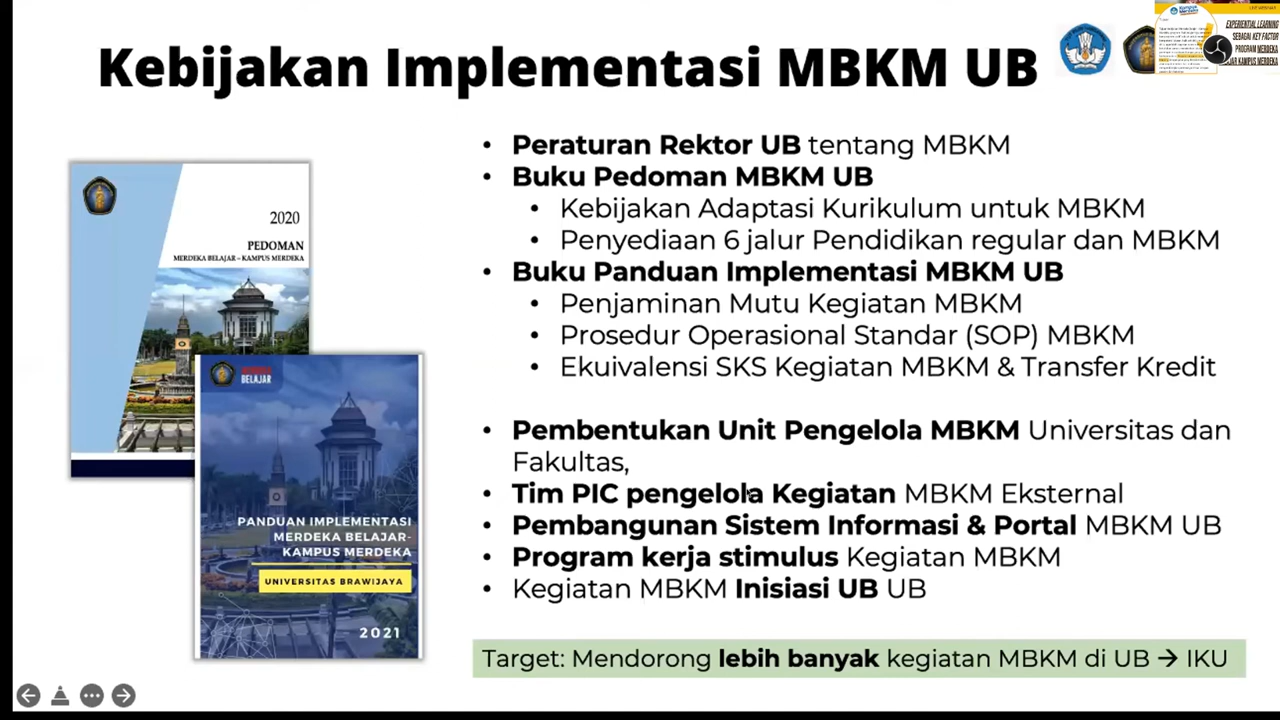 Kebijakan Implementasi MBKM UB
LIVE WEBINAR
EXPERIENTIAL LEARNING
SEBAGAI KEY FACTOR
PROGRAM MERDEKA
BELAJAR KAMPUS MERDEKA
2020
PEDOMAN
MERDEKA BELAJAR – KAMPUS MERDEKA
BELAJAR
PANDUAN IMPLEMENTASI
MERDEKA BELAJAR-
KAMPUS MERDEKA
UNIVERSITAS BRAWIJAYA
2021
• Peraturan Rektor UB tentang MBKM
• Buku Pedoman MBKM UB
• Kebijakan Adaptasi Kurikulum untuk MBKM
• Penyediaan 6 jalur Pendidikan regular dan MBKM
• Buku Panduan Implementasi MBKM UB
• Penjaminan Mutu Kegiatan MBKM
• Prosedur Operasional Standar (SOP) MBKM
• Ekuivalensi SKS Kegiatan MBKM & Transfer Kredit
• Pembentukan Unit Pengelola MBKM Universitas dan
Fakultas,
• Tim PIC pengelola Kegiatan MBKM Eksternal
• Pembangunan Sistem Informasi & Portal MBKM UB
• Program kerja stimulus Kegiatan MBKM
• Kegiatan MBKM Inisiasi UB UB
Target: Mendorong lebih banyak kegiatan MBKM di UB → IKU